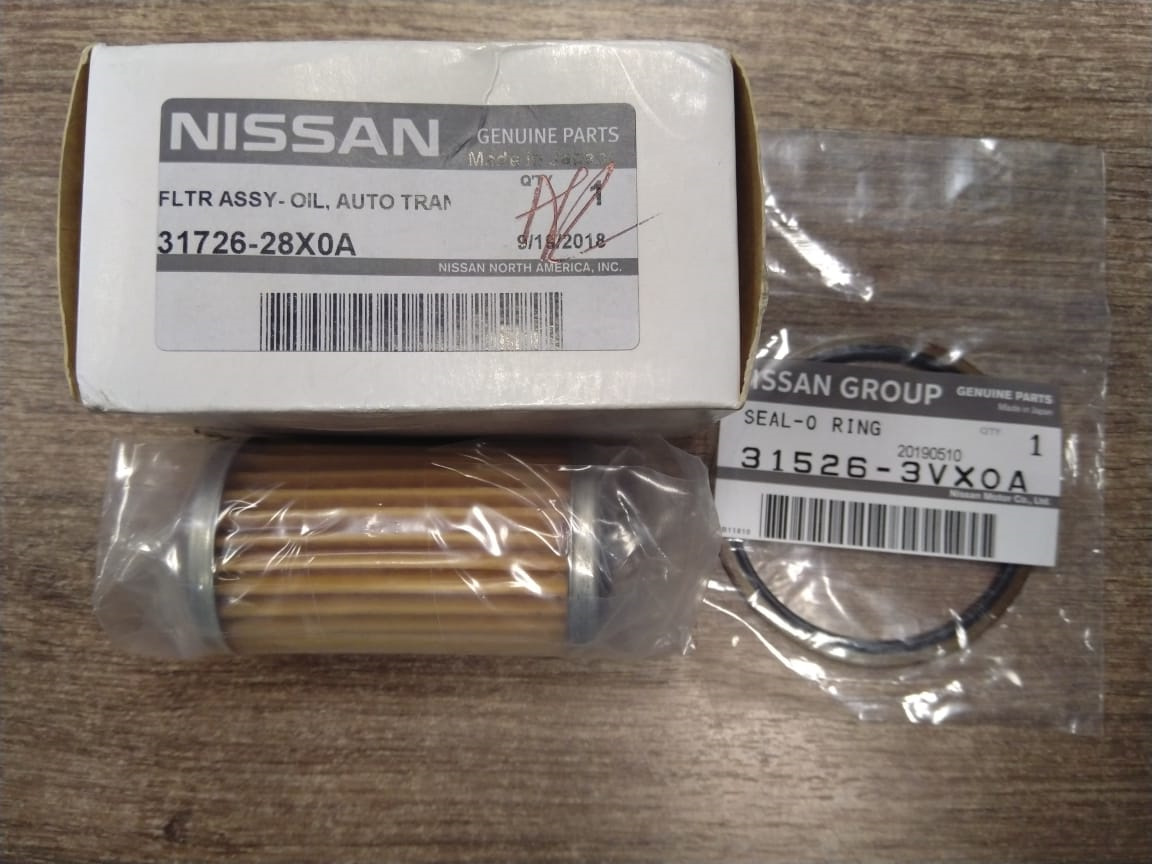 NISSAN
GENUINE PARTS
Made in Japan
QTY
FLTR ASSY- OIL, AUTO TRAN
1
31726-28X0A
9/18/2018
NISSAN NORTH AMERICA, INC.
ISSAN GROUP
GENUINE PARTS
Made in Japan
SEAL-O RING
QTY
1
20190510
31526-3VX0A
Nissan Motor Co., Ltd.